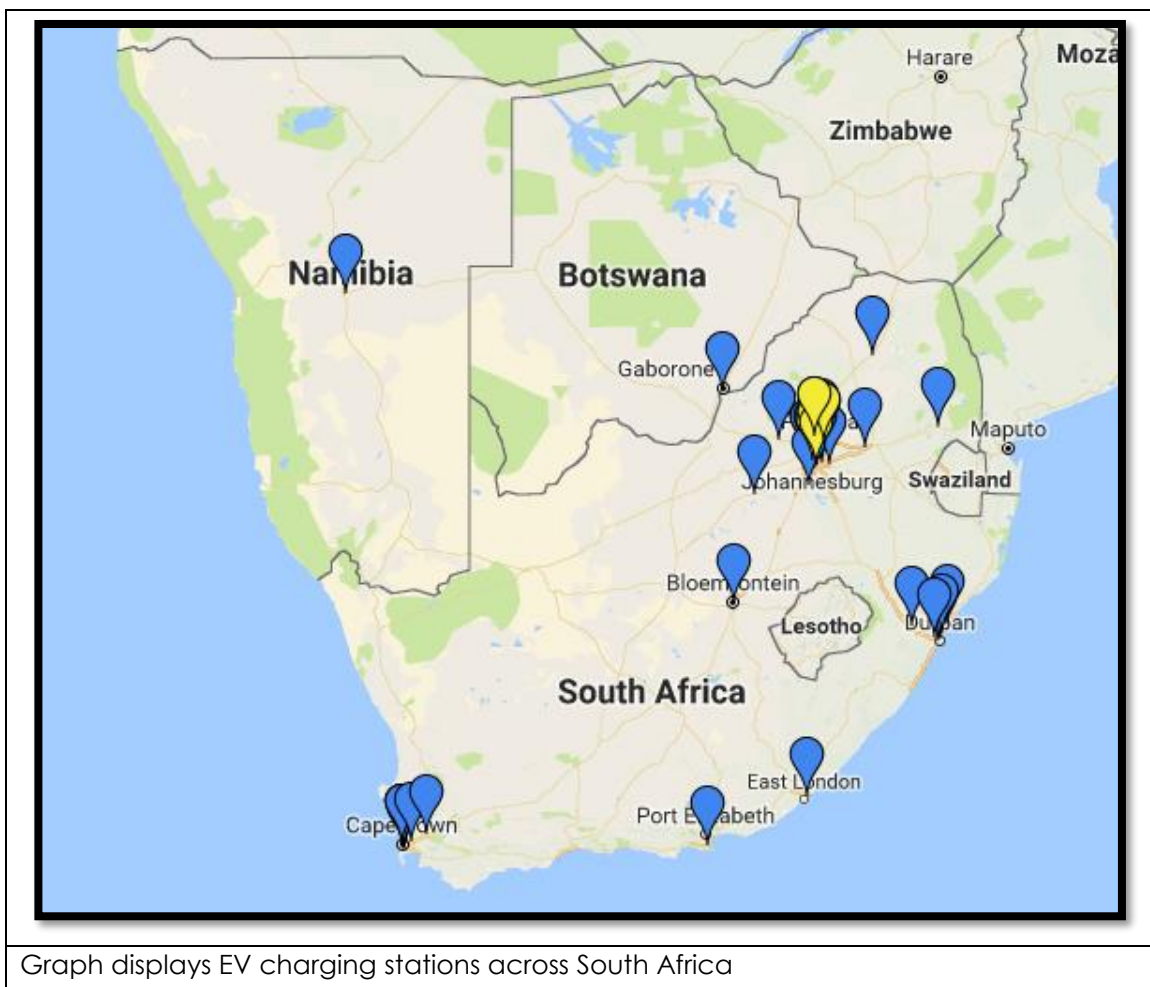 Harare
Moza
Zimbabwe
Namibia
Botswana
Gaborone
Maputo
Johannesburg
Swaziland
Bloemfontein
Lesotho
Durban
South Africa
East London
Port Elizabeth
Cape Town
Graph displays EV charging stations across South Africa